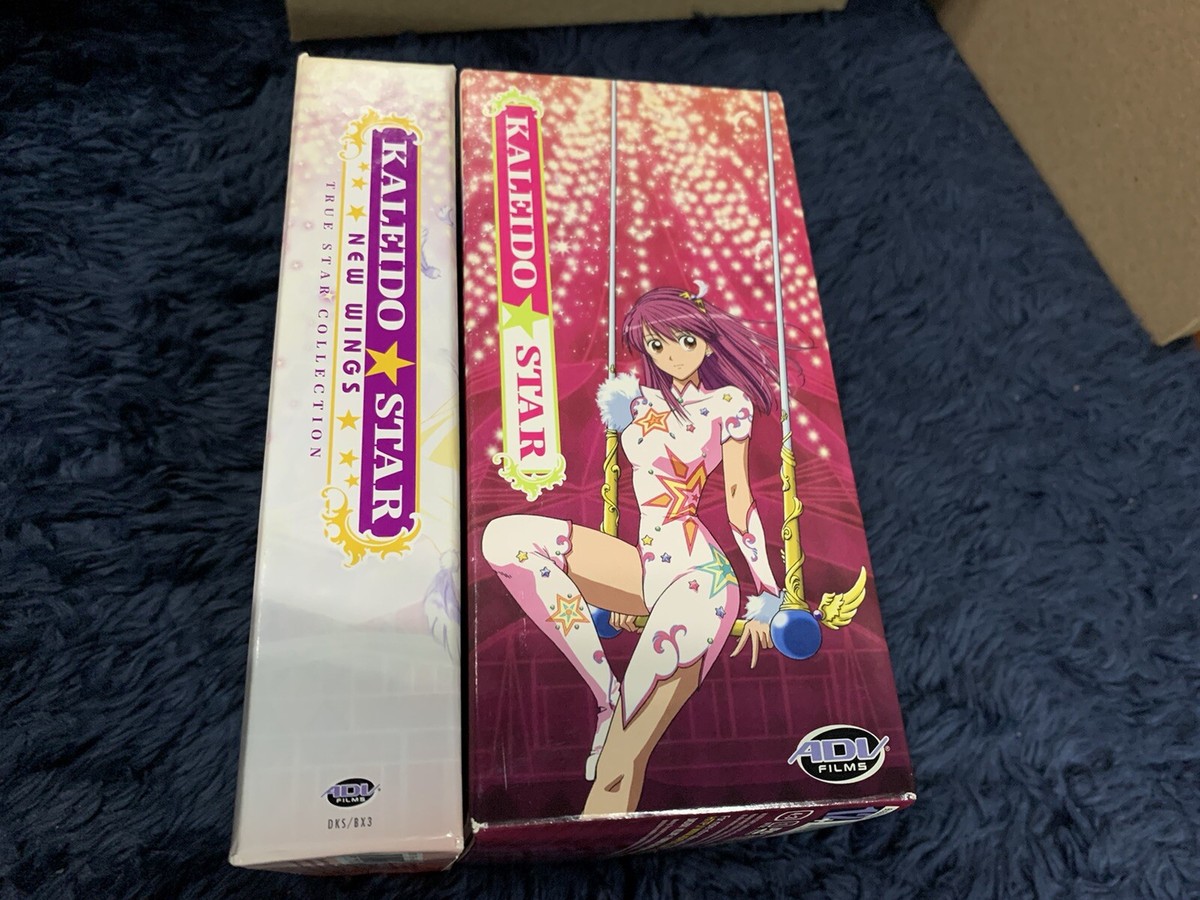 KALEIDO STAR
NEW WINGS
TRUE STAR COLLECTION
ADV
FILMS
DKS/BX3
KALEIDO STAR
ADV
FILMS